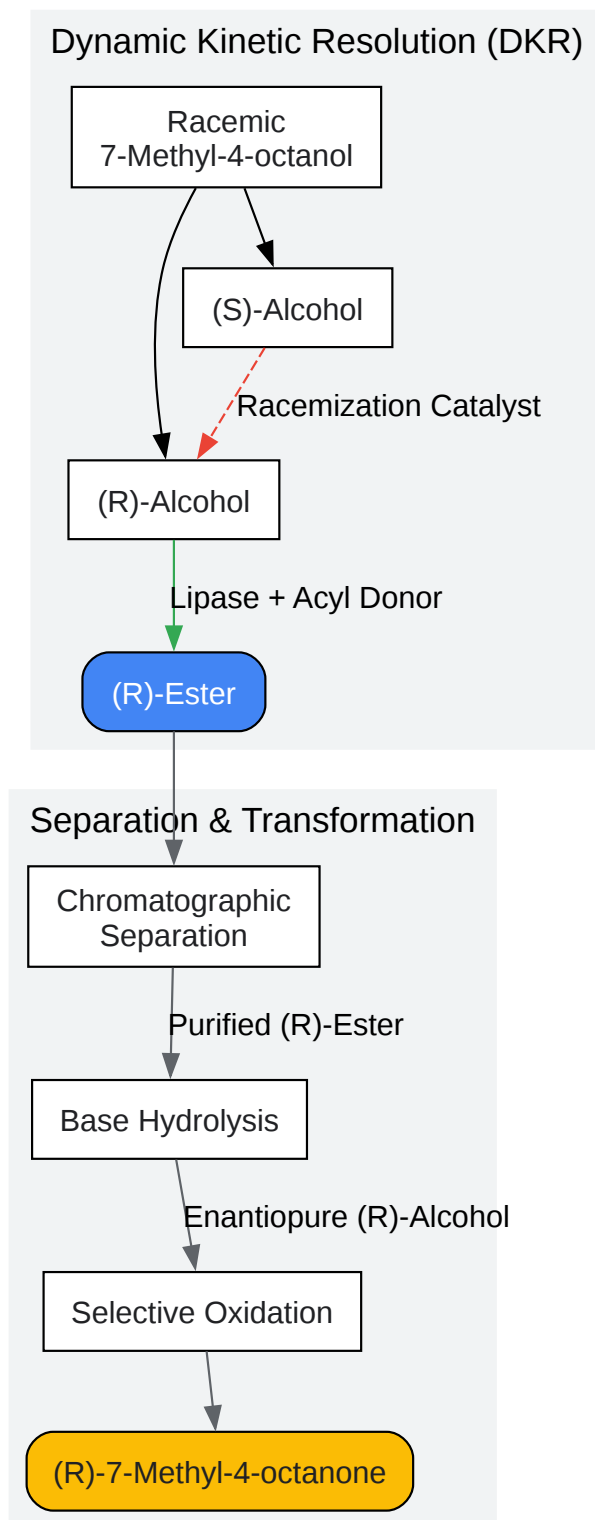 Dynamic Kinetic Resolution (DKR)
Racemic
7-Methyl-4-octanol
(S)-Alcohol
Racemization Catalyst
(R)-Alcohol
Lipase + Acyl Donor
(R)-Ester
Separation & Transformation
Chromatographic
Separation
Purified (R)-Ester
Base Hydrolysis
Enantiopure (R)-Alcohol
Selective Oxidation
(R)-7-Methyl-4-octanone